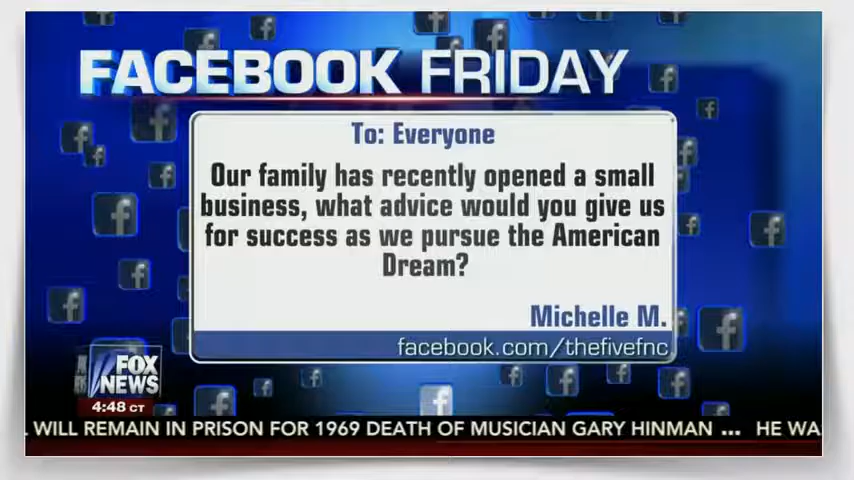 FACEBOOK FRIDAY
To: Everyone
Our family has recently opened a small
business, what advice would you give us
for success as we pursue the American
Dream?
Michelle M.
facebook.com/thefivefnc
FOX
NEWS
4:48 CT
. WILL REMAIN IN PRISON FOR 1969 DEATH OF MUSICIAN GARY HINMAN ... HE WA